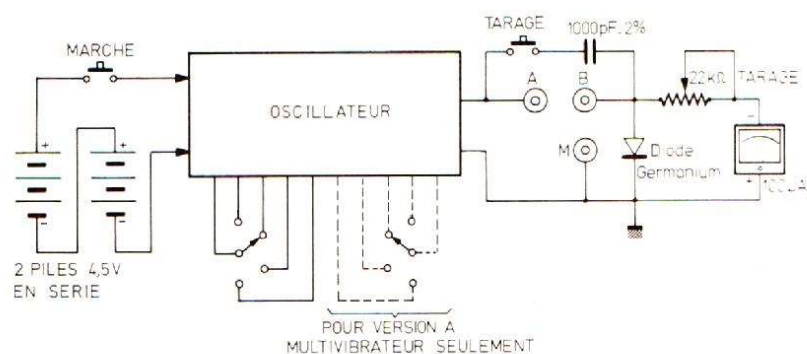 MARCHE
TARAGE
1000pF.2%
A
B
22kΩ TARAGE
OSCILLATEUR
M
Diode
Germanium
+
-
+
-
-
+
100µA
2 PILES 4,5V
EN SERIE
POUR VERSION A
MULTIVIBRATEUR SEULEMENT